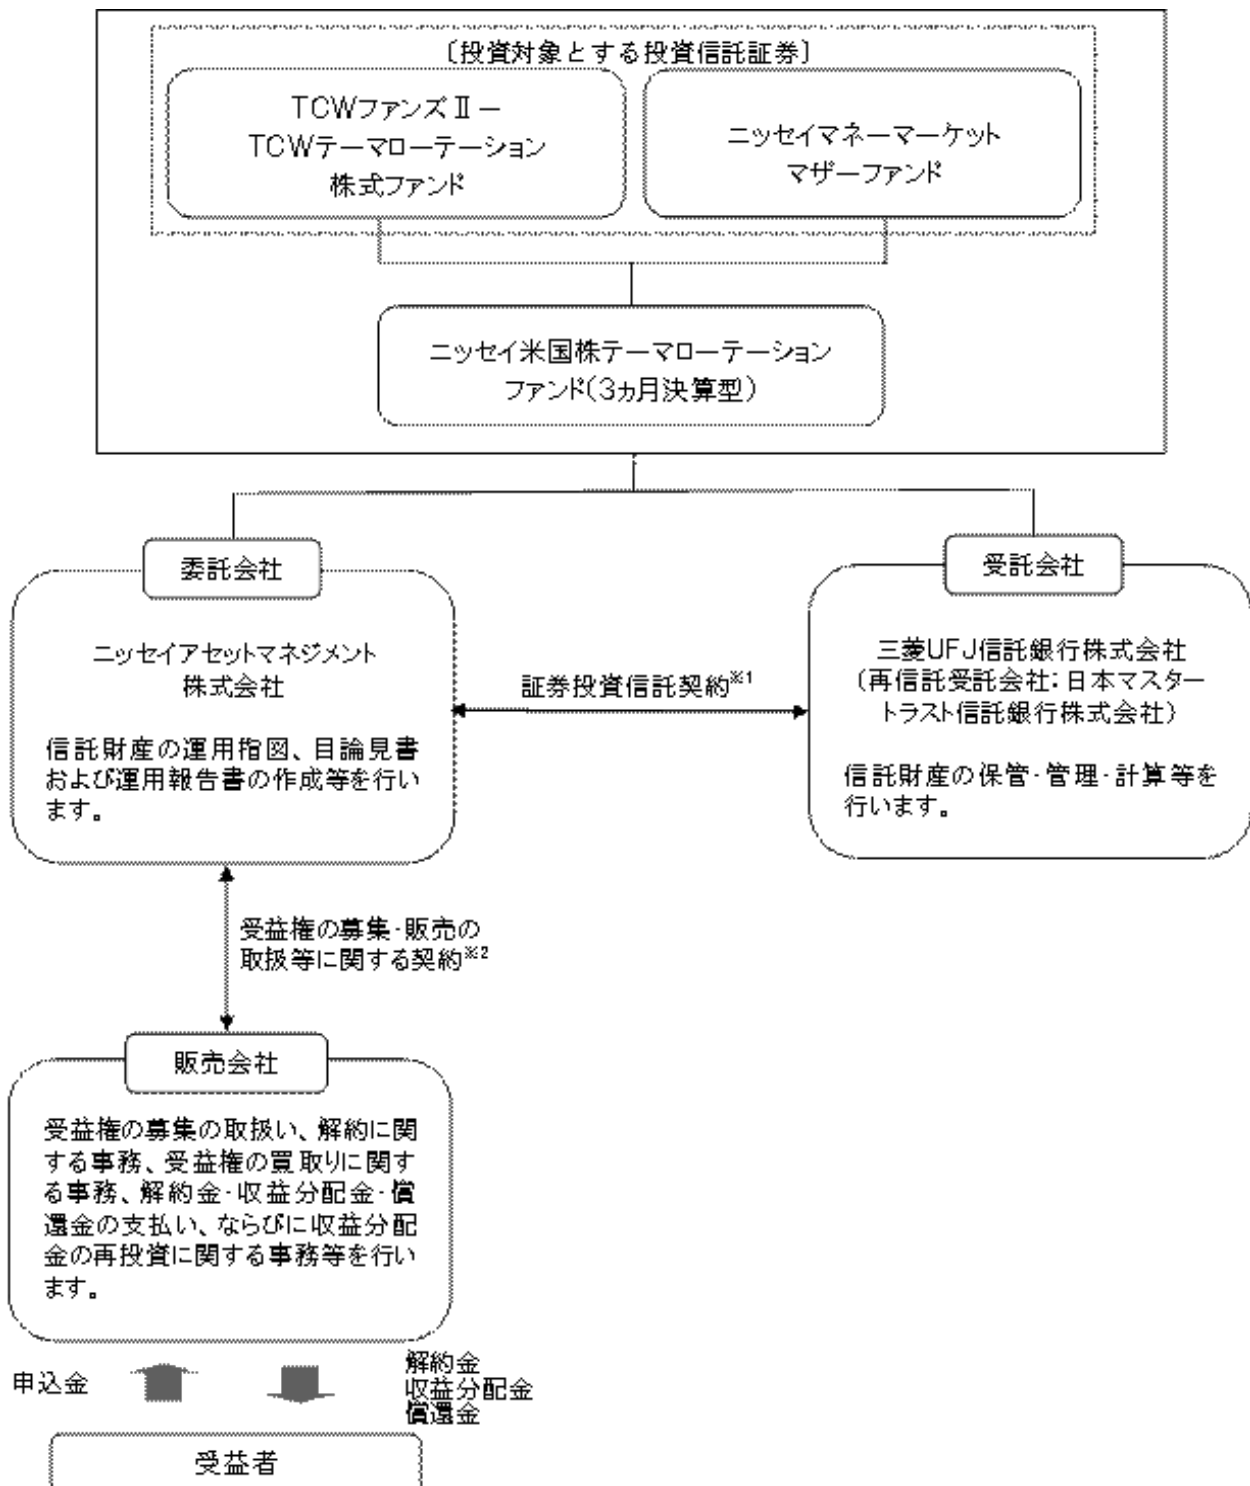 〔投資対象とする投資信託証券〕
TCWファンズⅡ－
TCWテーマローテーション
株式ファンド
ニッセイマネーマーケット
マザーファンド
ニッセイ米国株テーマローテーション
ファンド（3ヵ月決算型）
委託会社
ニッセイアセットマネジメント
株式会社
信託財産の運用指図、目論見書
および運用報告書の作成等を行い
ます。
証券投資信託契約※1
受託会社
三菱UFJ信託銀行株式会社
（再信託受託会社：日本マスター
トラスト信託銀行株式会社）
信託財産の保管・管理・計算等を
行います。
受益権の募集・販売の
取扱等に関する契約※2
販売会社
受益権の募集の取扱い、解約に関
する事務、受益権の買取りに関す
る事務、解約金・収益分配金・償
還金の支払い、ならびに収益分配
金の再投資に関する事務等を行い
ます。
申込金
解約金
収益分配金
償還金
受益者